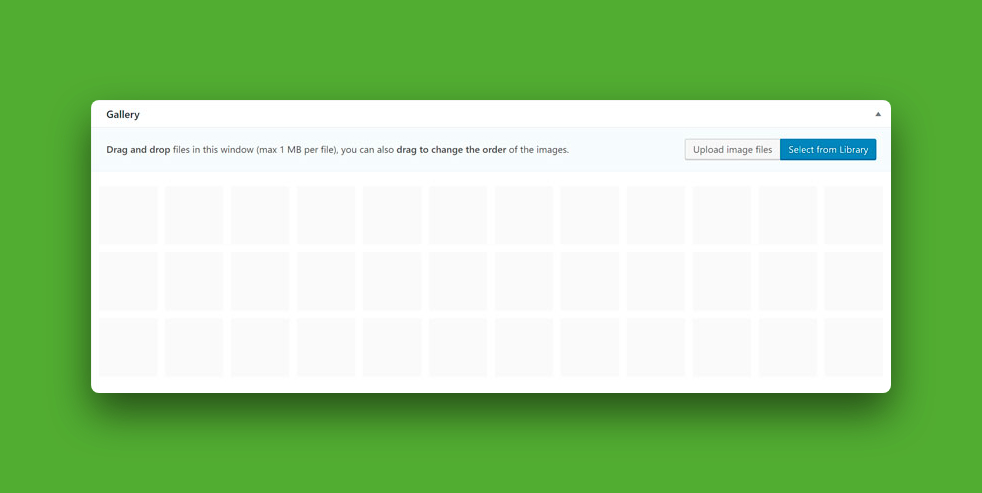 Gallery
Drag and drop files in this window (max 1 MB per file), you can also drag to change the order of the images.
Upload image files
Select from Library